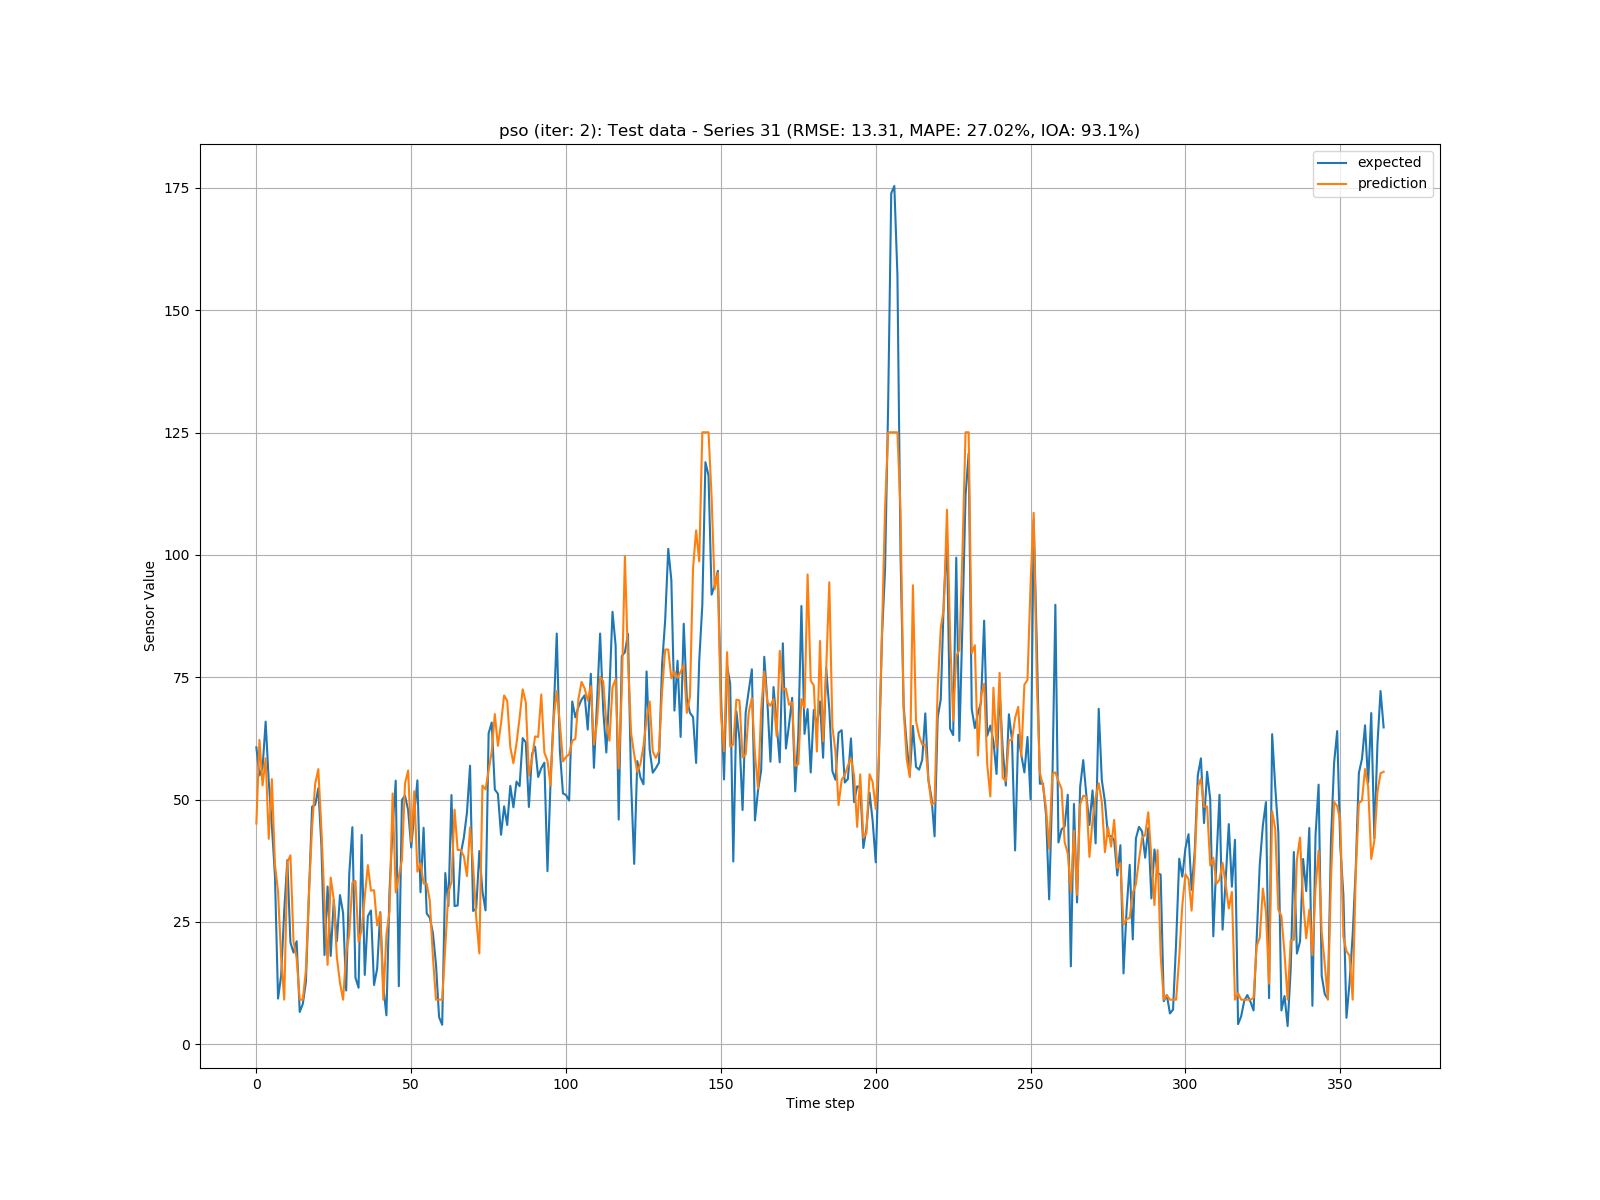 pso (iter: 2): Test data - Series 31 (RMSE: 13.31, MAPE: 27.02%, IOA: 93.1%)
expected
prediction
175
150
125
100
75
50
25
0
Sensor Value
0 50 100 150 200 250 300 350
Time step